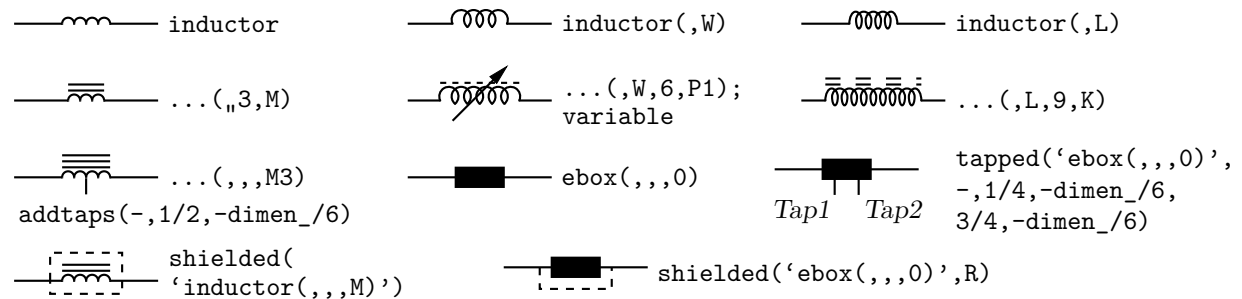 inductor
inductor(,W)
inductor(,L)
...(„3,M)
...(,W,6,P1);
variable
...(,L,9,K)
...(,,,M3)
addtaps(-,1/2,-dimen_/6)
ebox(,,,0)
Tap1 Tap2
tapped(‘ebox(,,,0)’,
-,1/4,-dimen_/6,
3/4,-dimen_/6)
shielded(
‘inductor(,,,M)’)
shielded(‘ebox(,,,0)’,R)